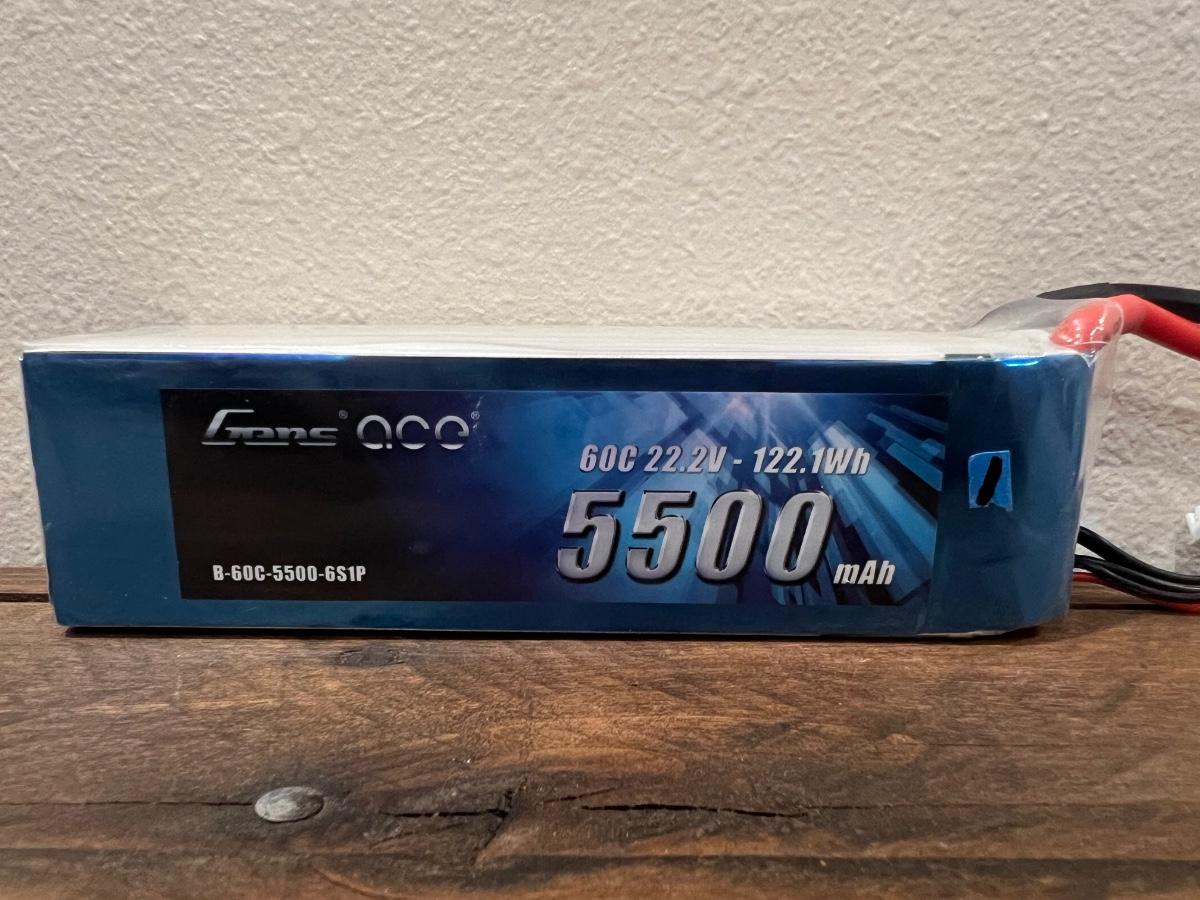 Gens® ace®
60C 22.2V - 122.1Wh
5500 mAh
B-60C-5500-6S1P